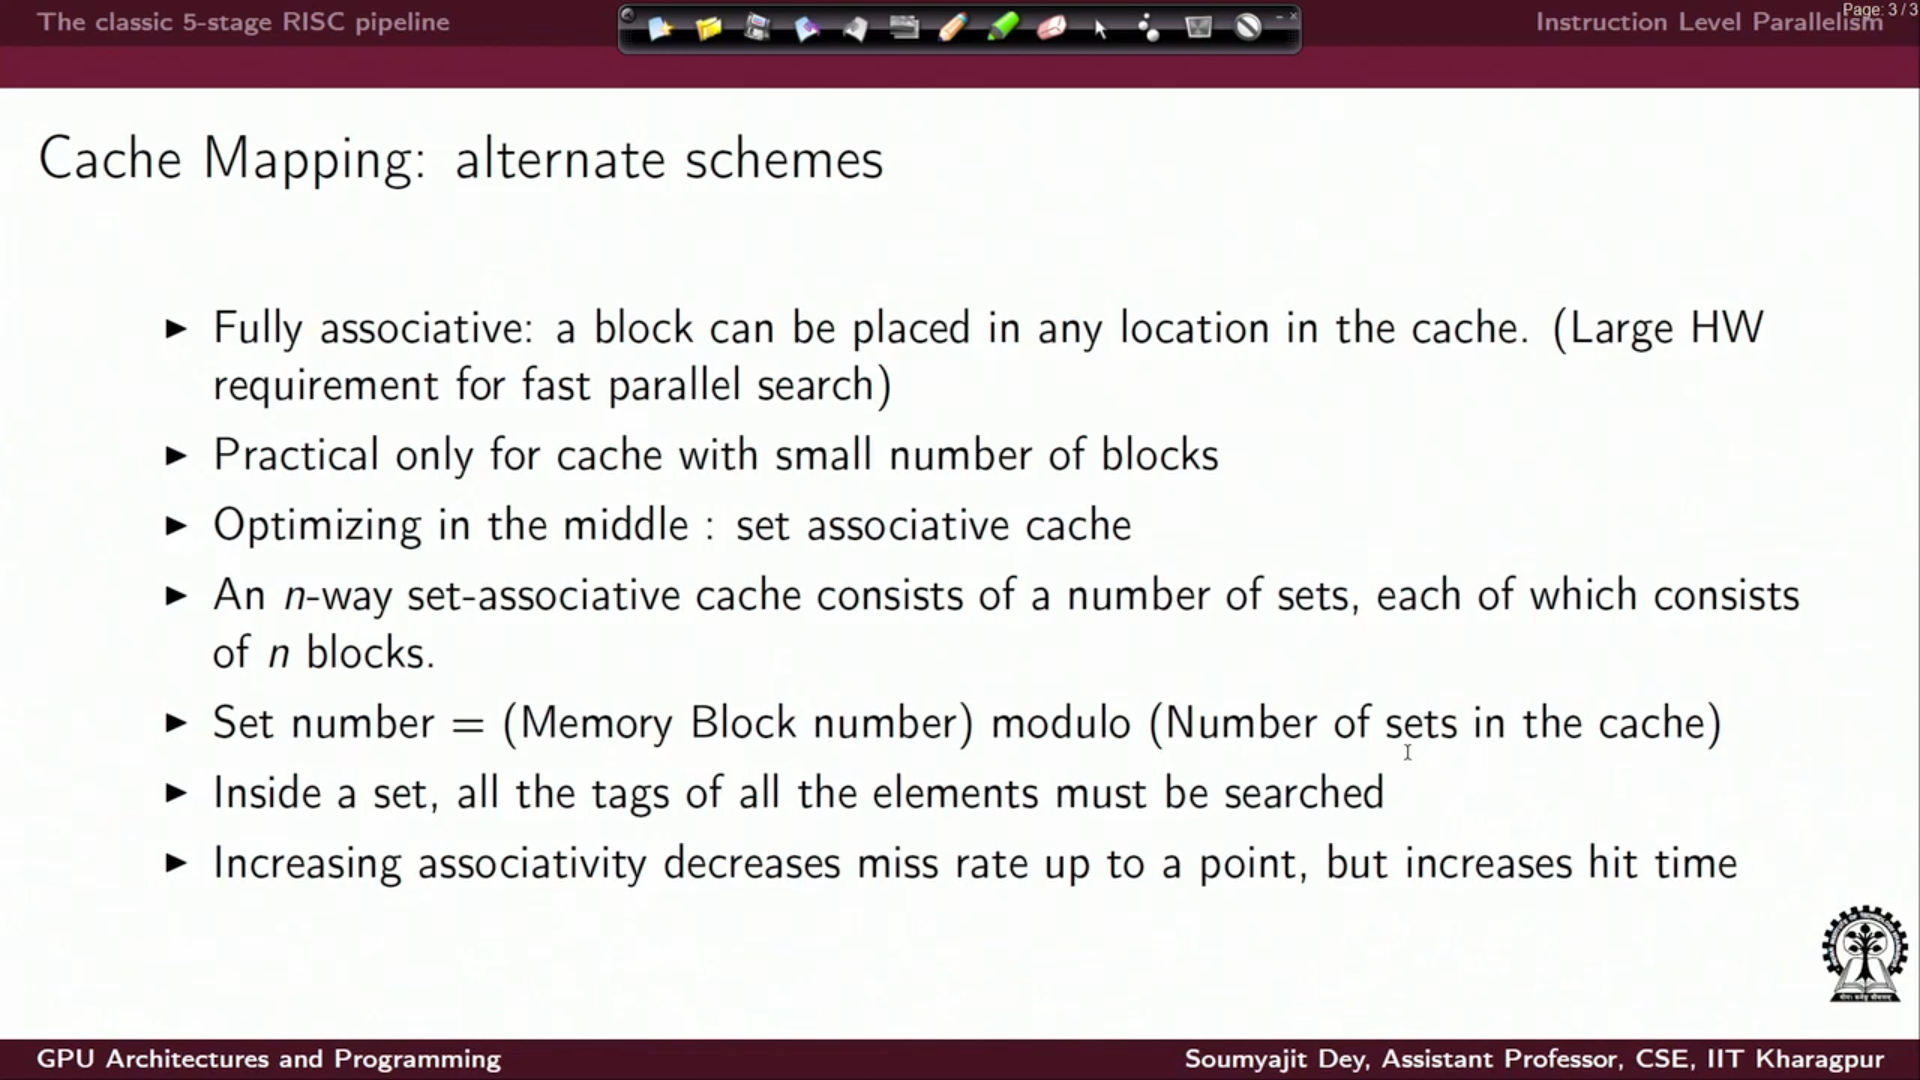 The classic 5-stage RISC pipeline
Instruction Level Parallelism
Page: 3 / 3
Cache Mapping: alternate schemes
▶ Fully associative: a block can be placed in any location in the cache. (Large HW
requirement for fast parallel search)
▶ Practical only for cache with small number of blocks
▶ Optimizing in the middle : set associative cache
▶ An n-way set-associative cache consists of a number of sets, each of which consists
of n blocks.
▶ Set number = (Memory Block number) modulo (Number of sets in the cache)
▶ Inside a set, all the tags of all the elements must be searched
▶ Increasing associativity decreases miss rate up to a point, but increases hit time
GPU Architectures and Programming
Soumyajit Dey, Assistant Professor, CSE, IIT Kharagpur